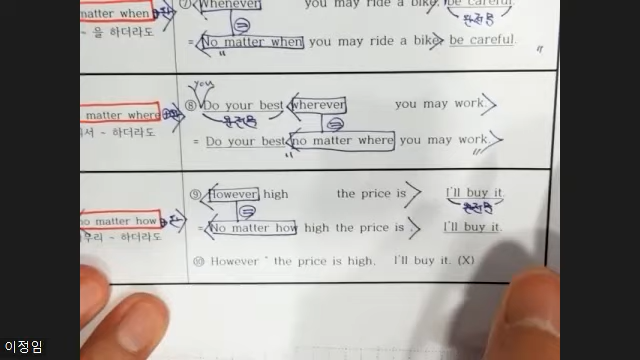 matter when
- 을 하더라도
⑦ Whenever you may ride a bike, be careful.
= No matter when you may ride a bike, be careful.
matter where
서 - 하더라도
you
⑧ Do your best wherever you may work.
= Do your best no matter where you may work.
no matter how
- 하더라도
⑨ However high the price is, I'll buy it.
= No matter how high the price is, I'll buy it.
⑩ However the price is high, I'll buy it. (X)
이정임